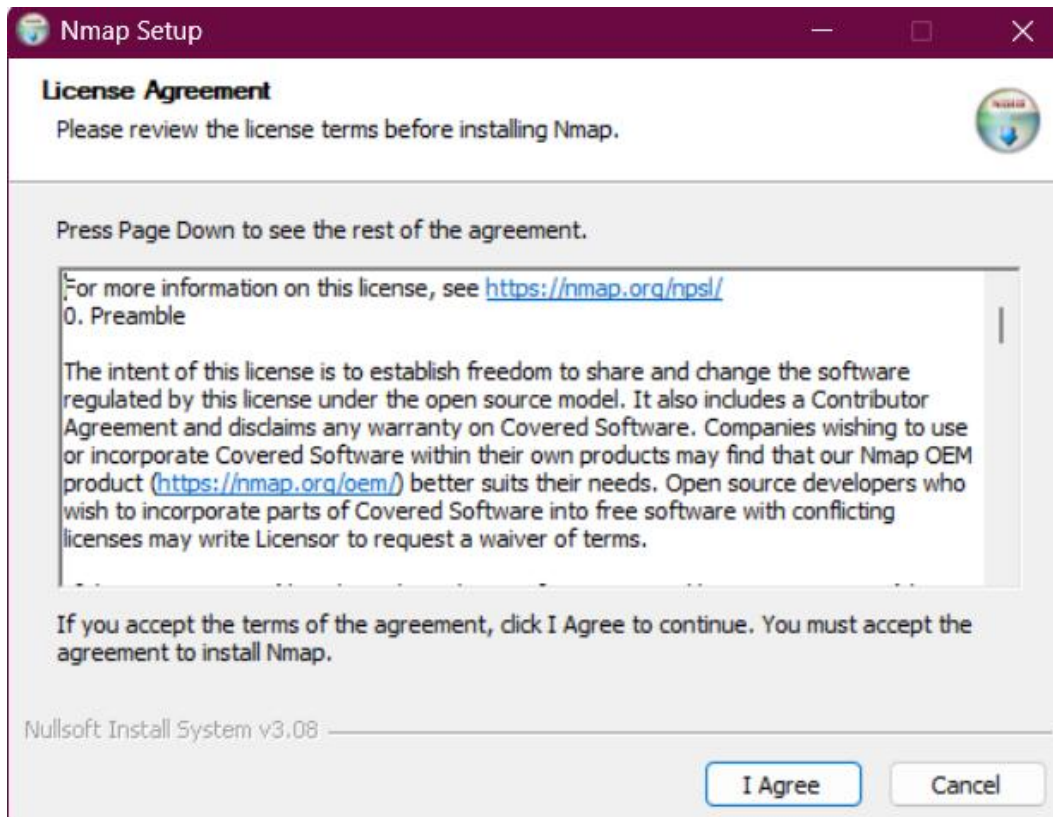 Nmap Setup
License Agreement
Please review the license terms before installing Nmap.
Press Page Down to see the rest of the agreement.
For more information on this license, see https://nmap.org/npsl/
0. Preamble
The intent of this license is to establish freedom to share and change the software
regulated by this license under the open source model. It also includes a Contributor
Agreement and disclaims any warranty on Covered Software. Companies wishing to use
or incorporate Covered Software within their own products may find that our Nmap OEM
product (https://nmap.org/oem/) better suits their needs. Open source developers who
wish to incorporate parts of Covered Software into free software with conflicting
licenses may write Licensor to request a waiver of terms.
If you accept the terms of the agreement, click I Agree to continue. You must accept the
agreement to install Nmap.
Nullsoft Install System v3.08
I Agree
Cancel